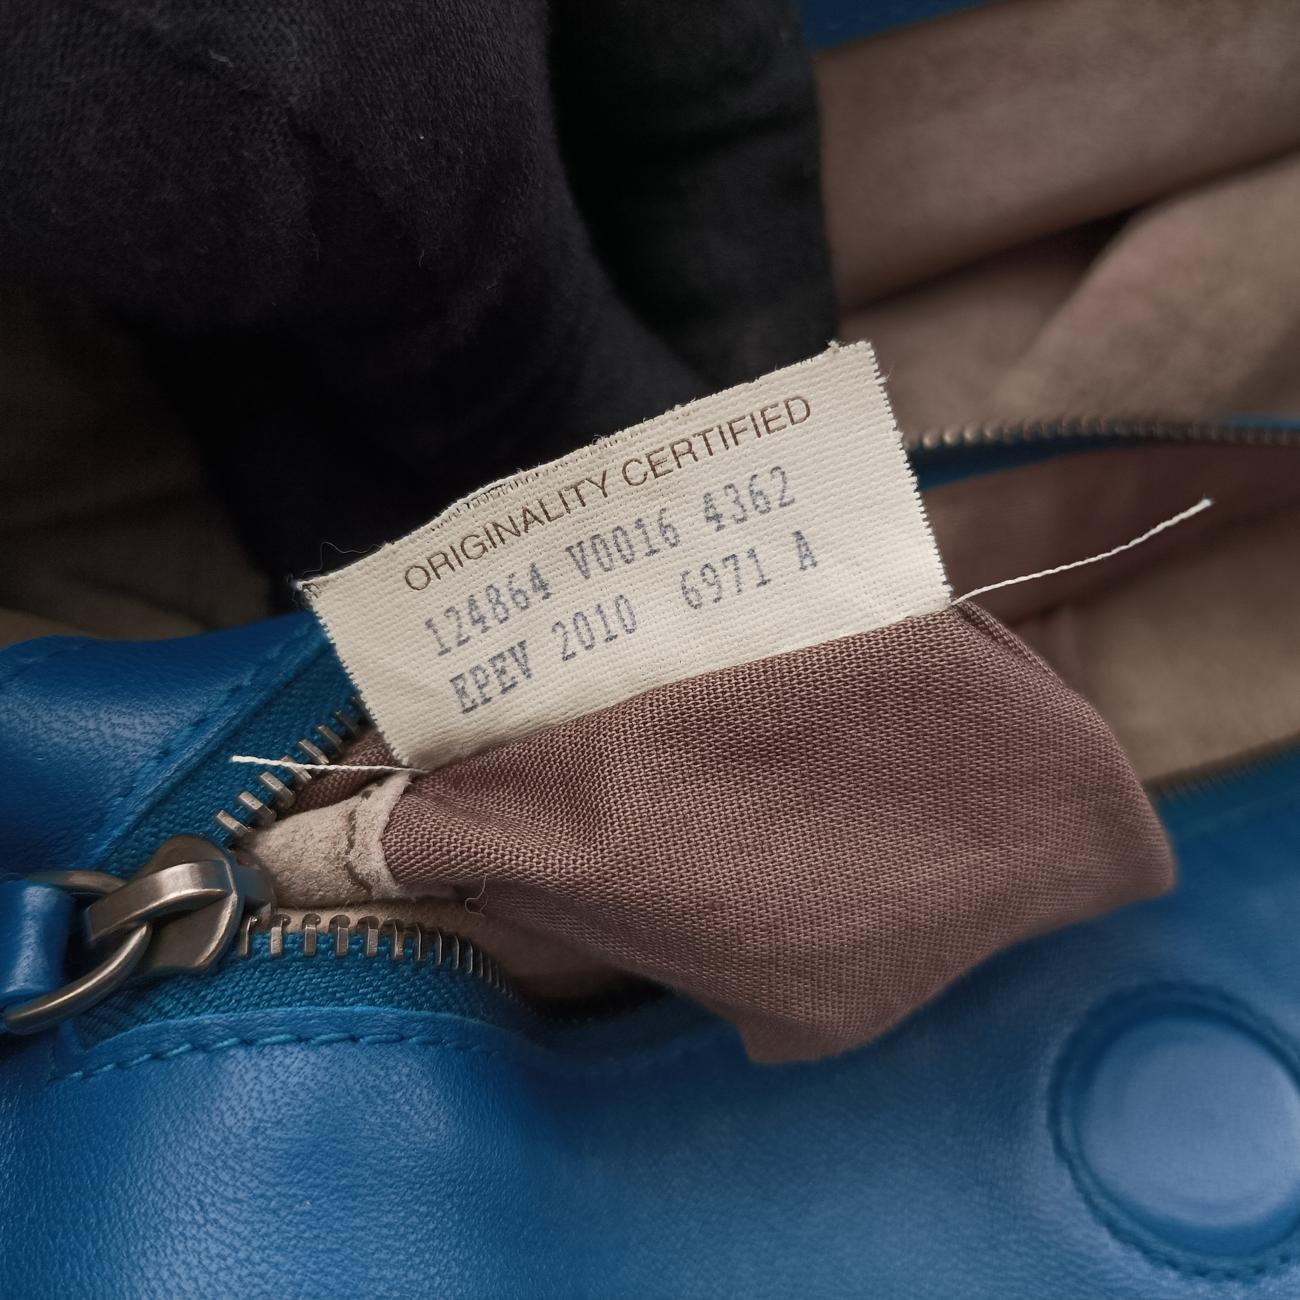 ORIGINALITY CERTIFIED
124864 V0016 4362
EPEV 2010 6971 A